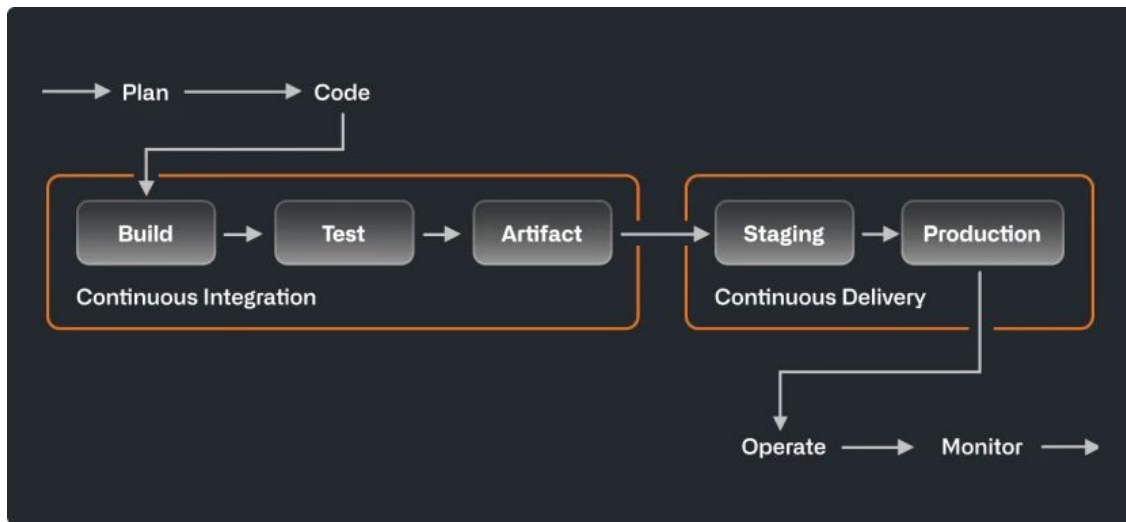 Plan
Code
Build
Test
Artifact
Continuous Integration
Staging
Production
Continuous Delivery
Operate
Monitor